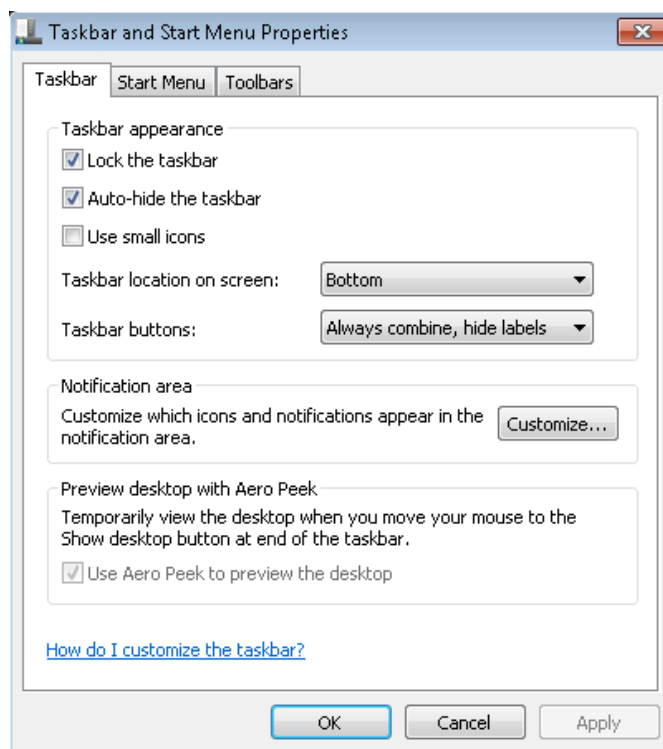 Taskbar and Start Menu Properties
Taskbar
Start Menu
Toolbars
Taskbar appearance
Lock the taskbar
Auto-hide the taskbar
Use small icons
Taskbar location on screen:
Bottom
Taskbar buttons:
Always combine, hide labels
Notification area
Customize which icons and notifications appear in the
notification area.
Customize...
Preview desktop with Aero Peek
Temporarily view the desktop when you move your mouse to the
Show desktop button at end of the taskbar.
Use Aero Peek to preview the desktop
How do I customize the taskbar?
OK
Cancel
Apply